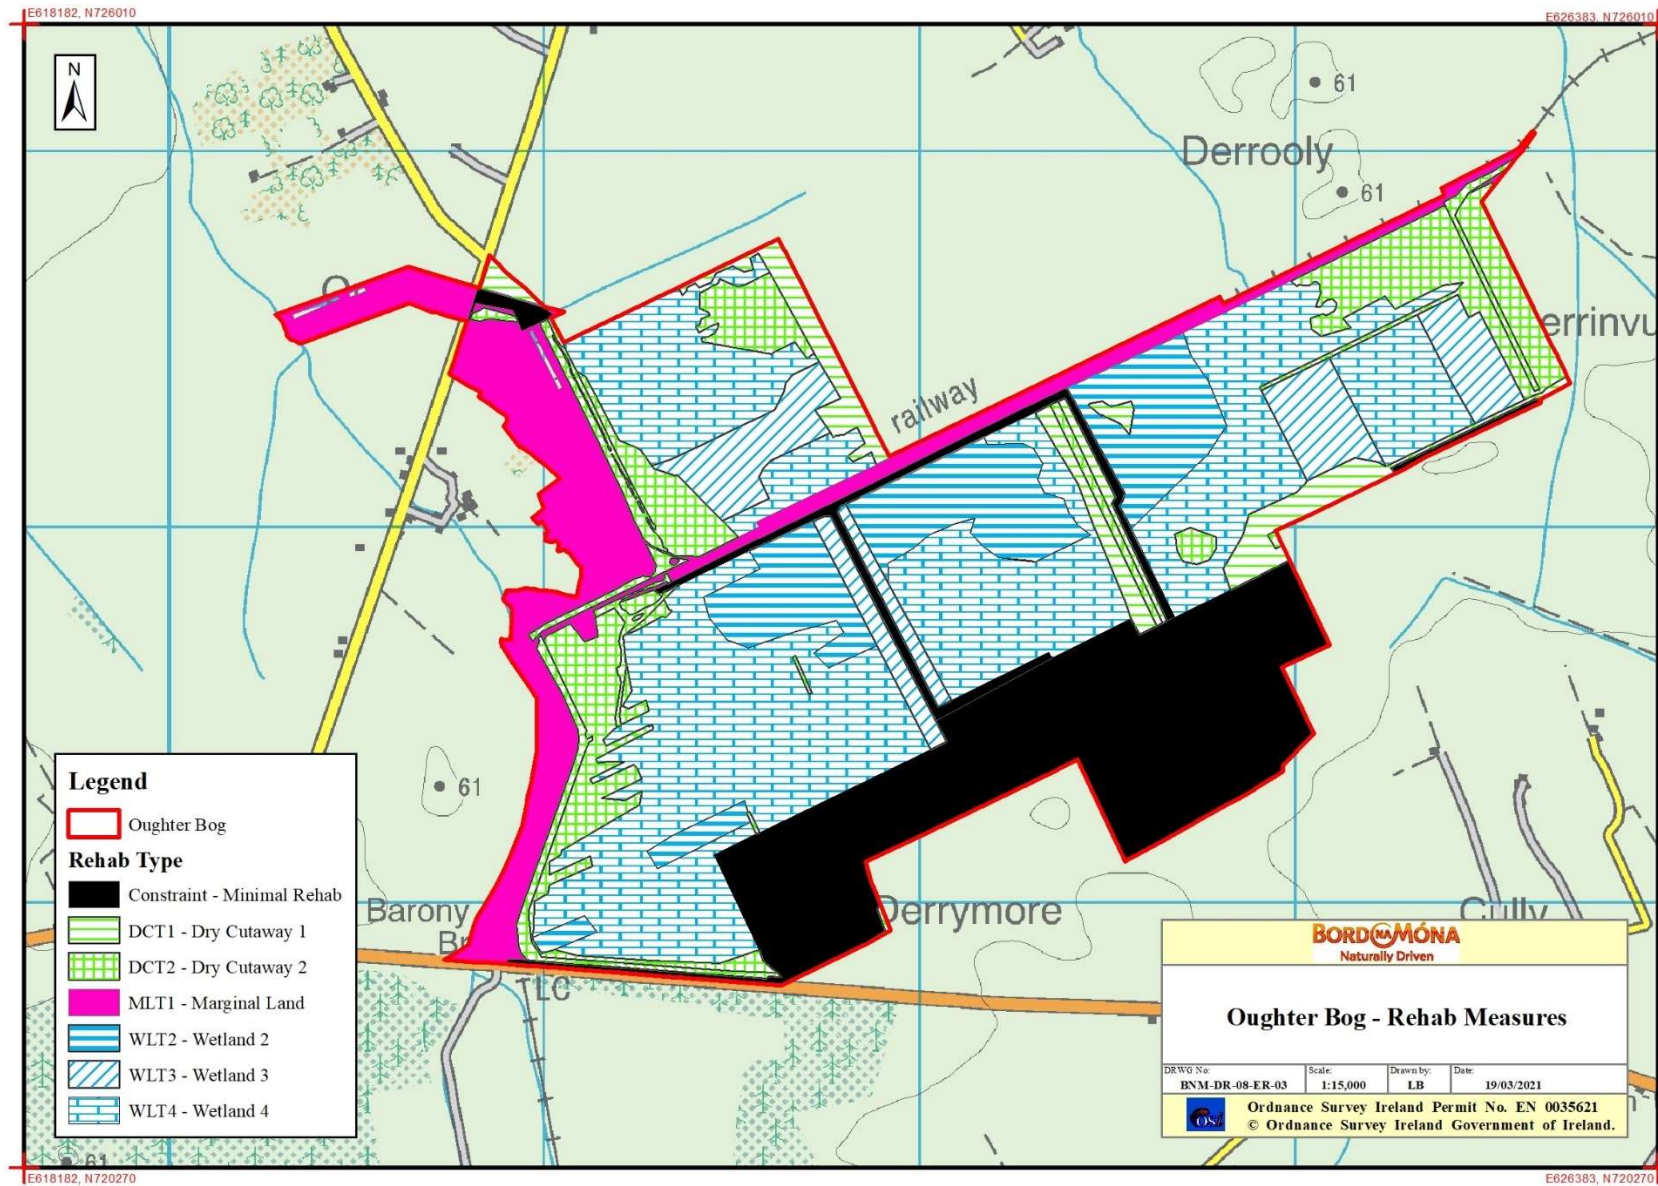 E618182, N726010
E626383, N726010
N
61
Derrooly
61
errinvu
railway
61
Legend
Oughter Bog
Rehab Type
Constraint - Minimal Rehab
DCT1 - Dry Cutaway 1
DCT2 - Dry Cutaway 2
MLT1 - Marginal Land
WLT2 - Wetland 2
WLT3 - Wetland 3
WLT4 - Wetland 4
Barony
Br
Derrymore
Cully
TLC
BORD NA MÓNA
Naturally Driven
Oughter Bog - Rehab Measures
DRWG No: Scale: Drawn by: Date:
BNM-DR-08-ER-03 1:15,000 LB 19/03/2021
OSi
Ordnance Survey Ireland Permit No. EN 0035621
© Ordnance Survey Ireland Government of Ireland.
61
E618182, N720270
E626383, N720270